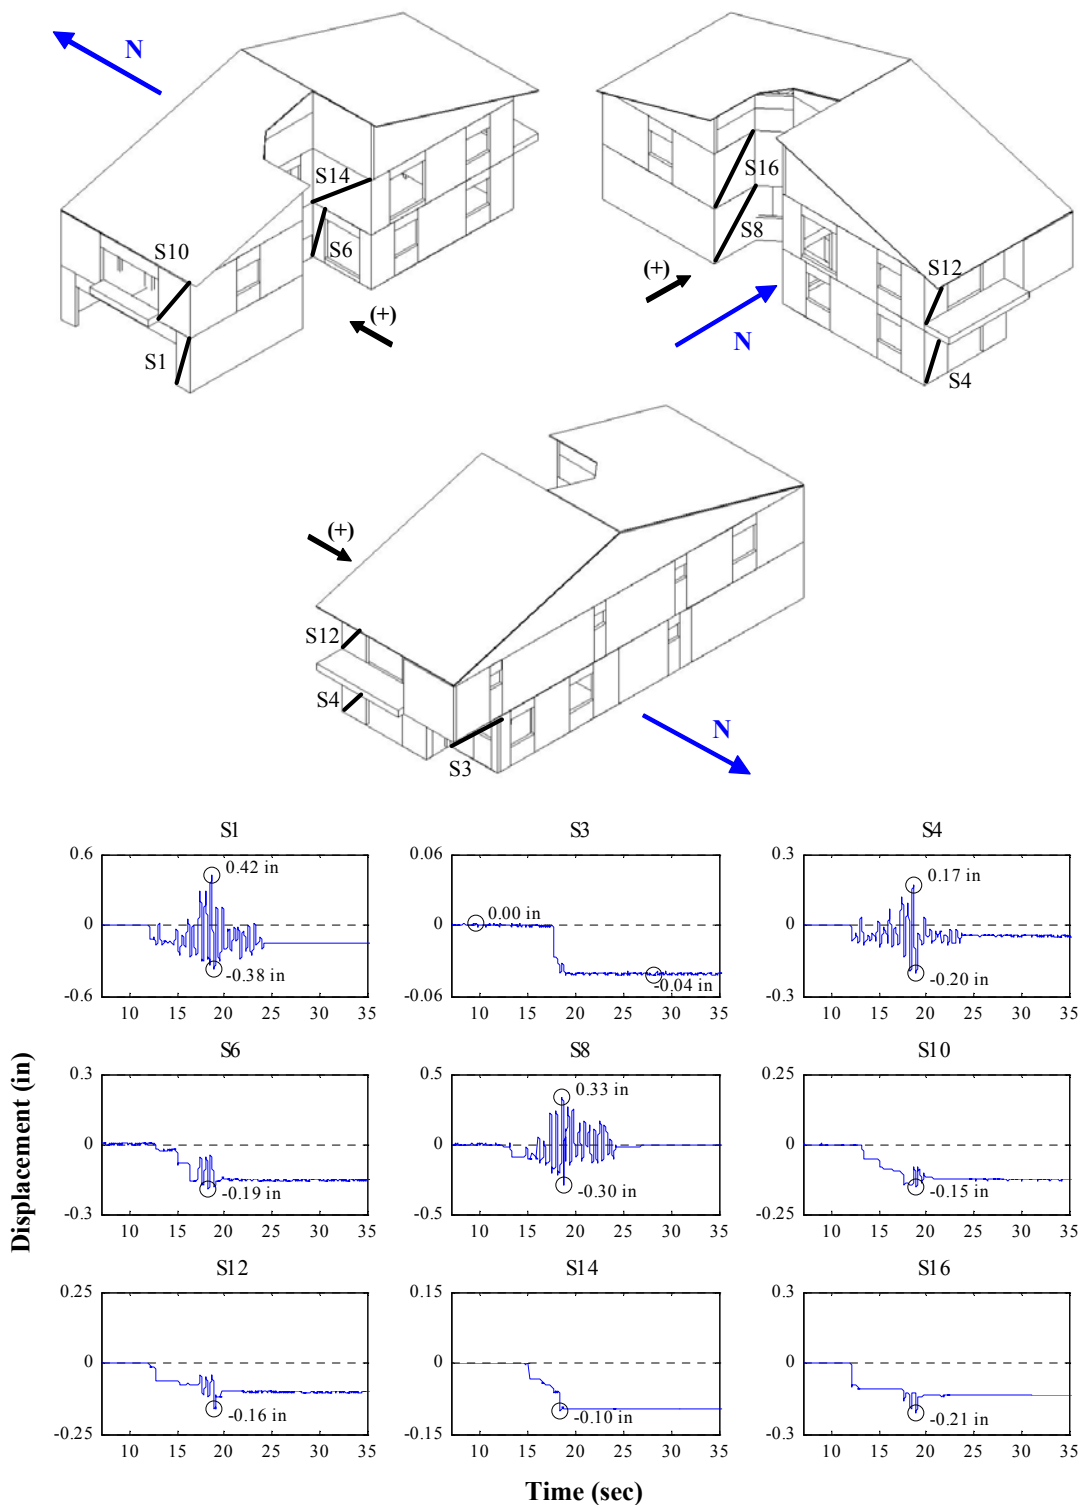 N
S14
S6
S10
S1
(+)
S16
S8
(+)
N
S12
S4
(+)
S12
S4
S3
N
S1
0.6
0
-0.6
0.42 in
-0.38 in
10 15 20 25 30 35
S3
0.06
0
-0.06
0.00 in
-0.04 in
10 15 20 25 30 35
S4
0.3
0
-0.3
0.17 in
-0.20 in
10 15 20 25 30 35
S6
0.3
0
-0.3
-0.19 in
10 15 20 25 30 35
S8
0.5
0
-0.5
0.33 in
-0.30 in
10 15 20 25 30 35
S10
0.25
0
-0.25
-0.15 in
10 15 20 25 30 35
S12
0.25
0
-0.25
-0.16 in
10 15 20 25 30 35
S14
0.15
0
-0.15
-0.10 in
10 15 20 25 30 35
S16
0.3
0
-0.3
-0.21 in
10 15 20 25 30 35
Displacement (in)
Time (sec)